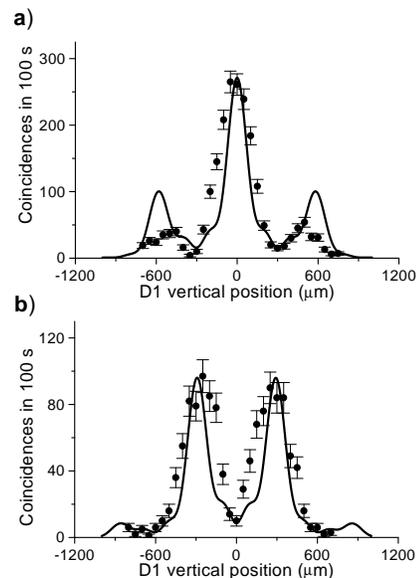 a)
300
200
100
0
Coincidences in 100 s
-1200 -600 0 600 1200
D1 vertical position (μm)
b)
120
80
40
0
Coincidences in 100 s
-1200 -600 0 600 1200
D1 vertical position (μm)